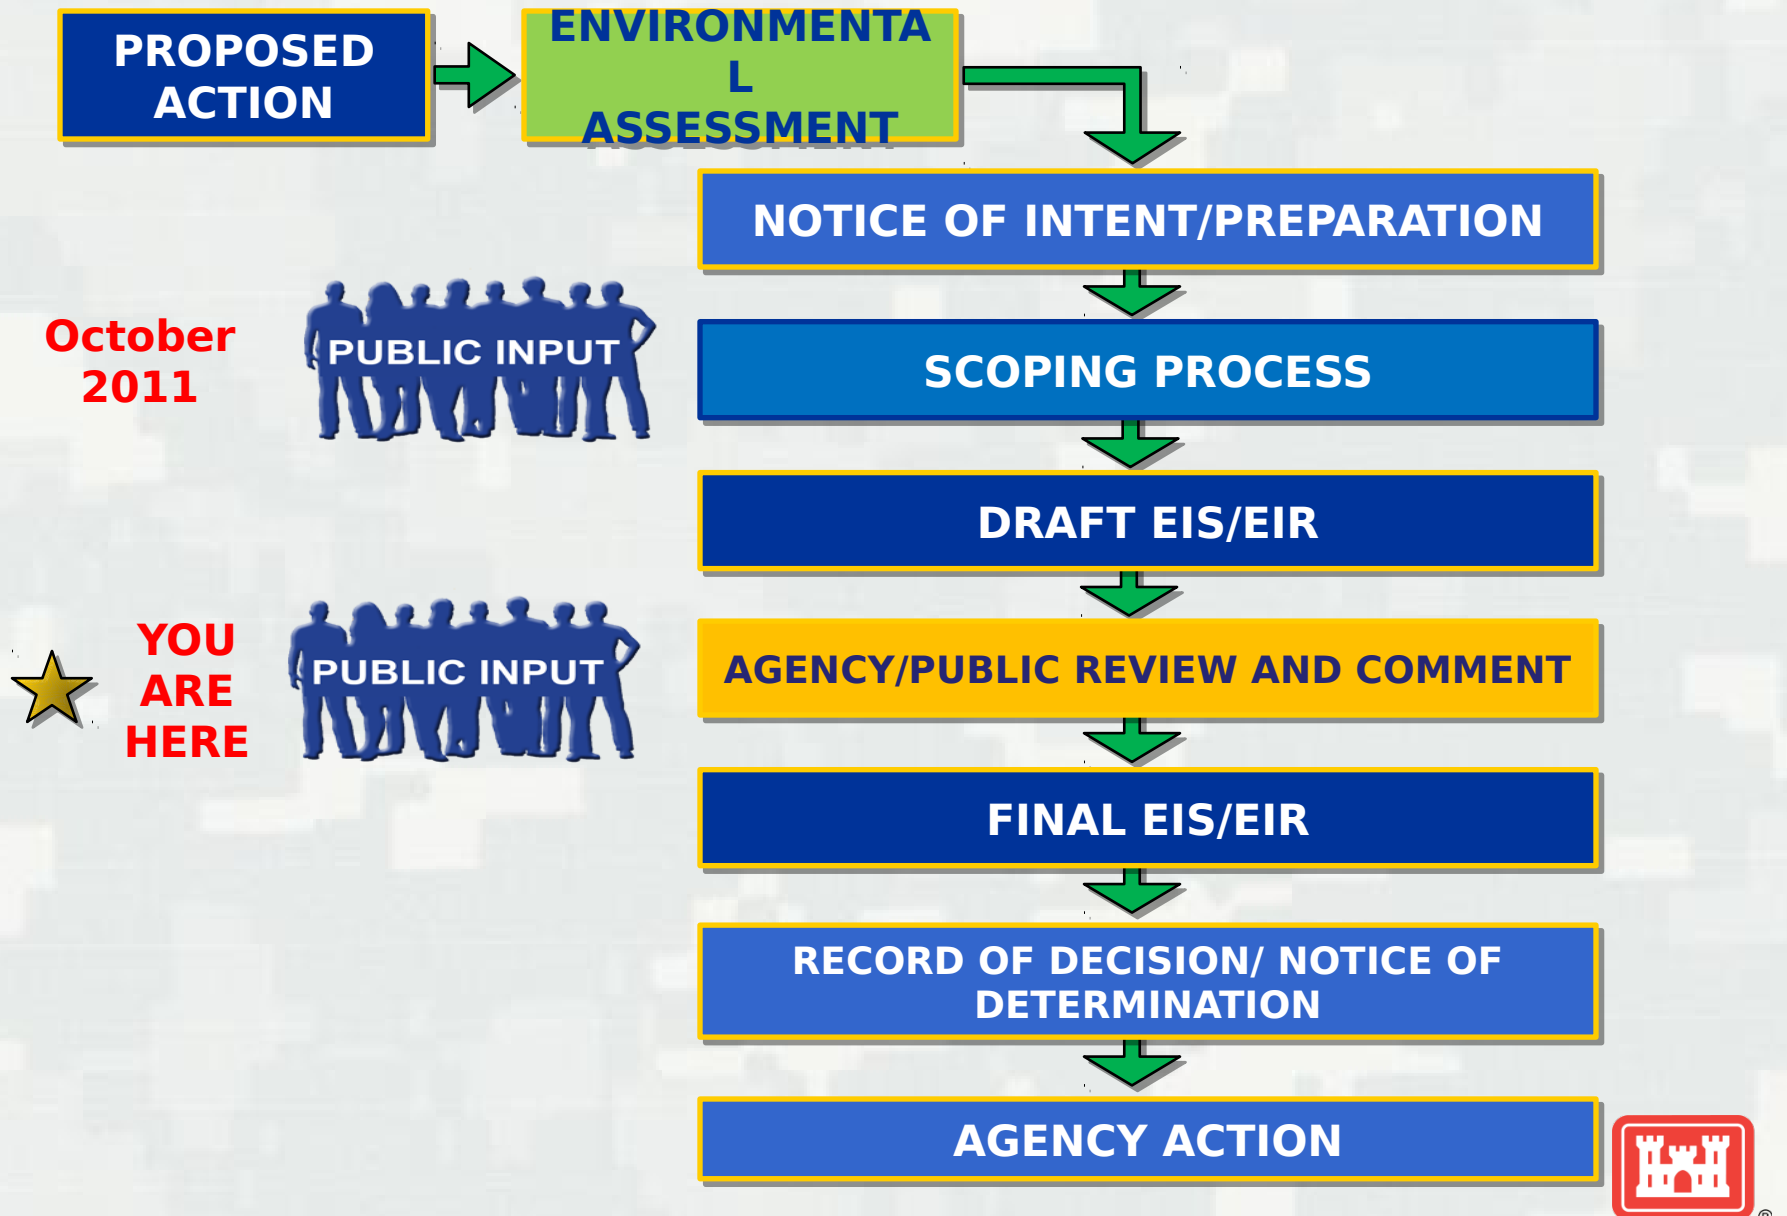 PROPOSED
ACTION
ENVIRONMENTA
L
ASSESSMENT
NOTICE OF INTENT/PREPARATION
October
2011
PUBLIC INPUT
SCOPING PROCESS
DRAFT EIS/EIR
YOU
ARE
HERE
PUBLIC INPUT
AGENCY/PUBLIC REVIEW AND COMMENT
FINAL EIS/EIR
RECORD OF DECISION/ NOTICE OF
DETERMINATION
AGENCY ACTION
®